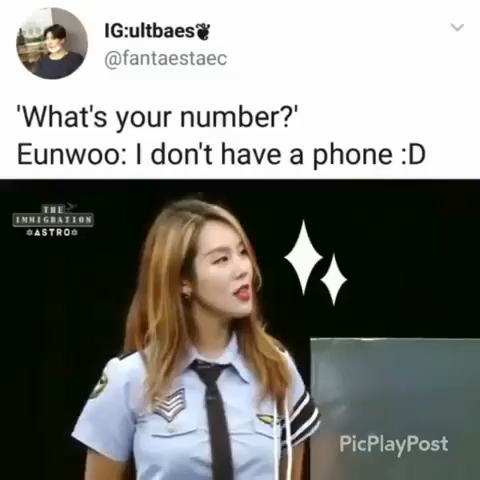 IG:ultbaes
@fantaestaec
'What's your number?'
Eunwoo: I don't have a phone :D
THE
IMMIGRATION
☆ASTRO☆
PicPlayPost